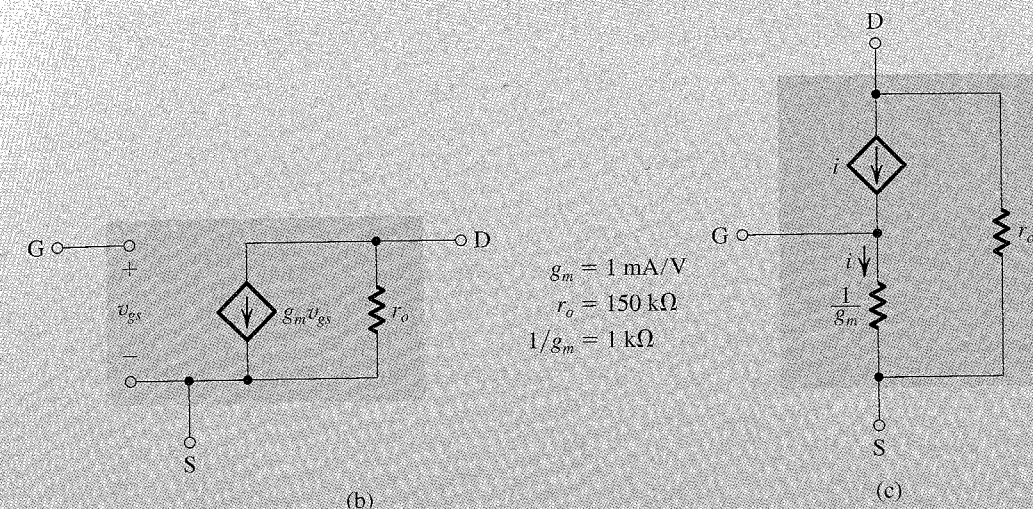 G
+
v_gs
−
g_m v_gs
r_o
D
S
(b)
g_m = 1 mA/V
r_o = 150 kΩ
1/g_m = 1 kΩ
D
i
G
i
1/g_m
r_o
S
(c)